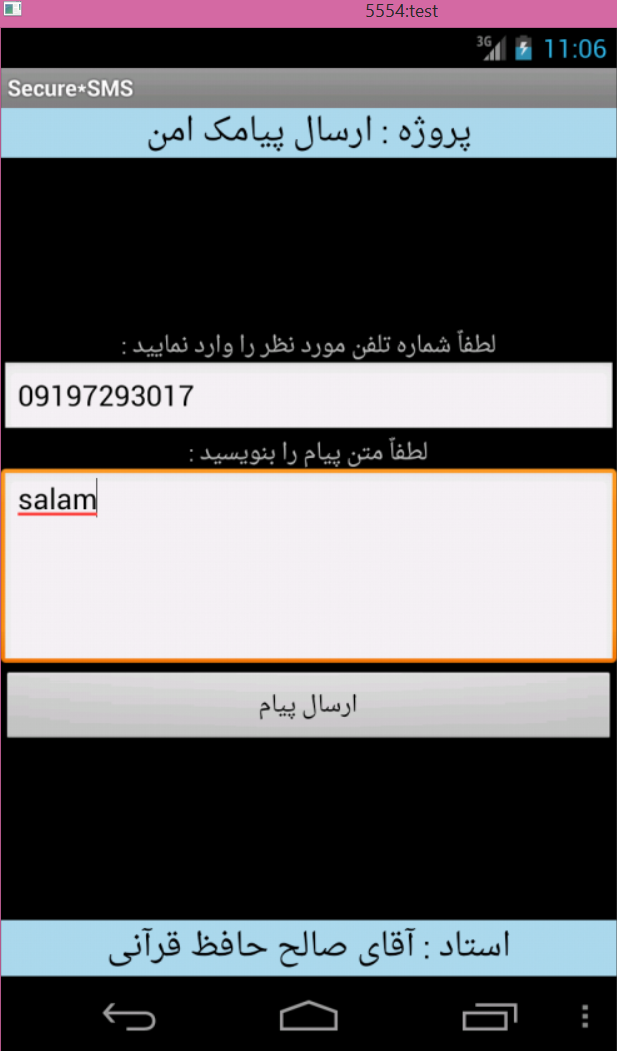 5554:test
3G 11:06
Secure*SMS
پروژه : ارسال پیامک امن
لطفاً شماره تلفن مورد نظر را وارد نمایید :
09197293017
لطفاً متن پیام را بنویسید :
salam
ارسال پیام
استاد : آقای صالح حافظ قرآنی